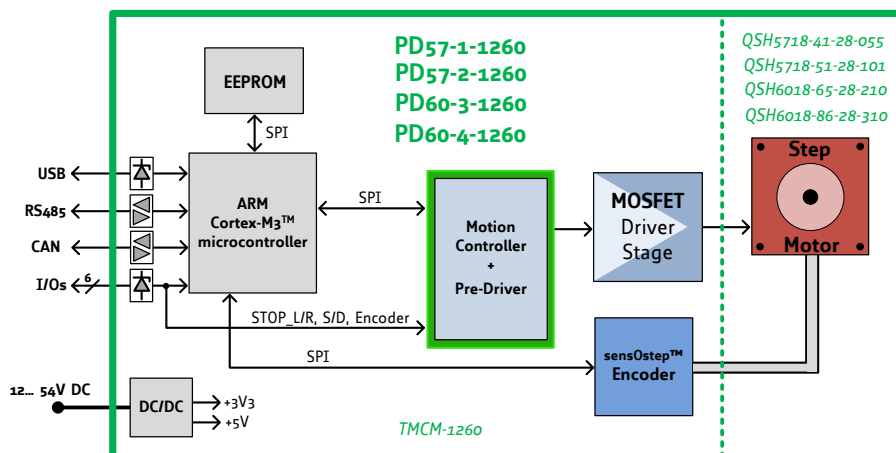 PD57-1-1260
PD57-2-1260
PD60-3-1260
PD60-4-1260
QSH5718-41-28-055
QSH5718-51-28-101
QSH6018-65-28-210
QSH6018-86-28-310
EEPROM
SPI
USB
RS485
CAN
I/Os
6
ARM
Cortex-M3™
microcontroller
SPI
Motion
Controller
+
Pre-Driver
MOSFET
Driver
Stage
Step
Motor
STOP_L/R, S/D, Encoder
SPI
sensOstep™
Encoder
12... 54V DC
DC/DC
+3V3
+5V
TMCM-1260